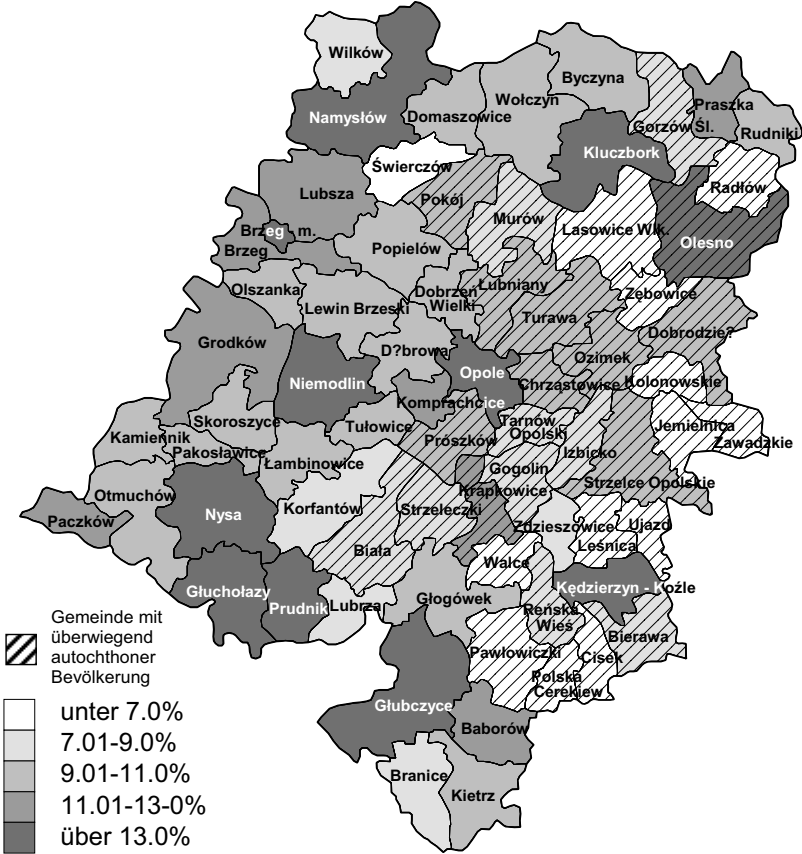 Wilków
Namysłów
Domaszowice
Wołczyn
Byczyna
Gorzów Śl.
Praszka
Rudniki
Kluczbork
Świerczów
Radłów
Lubsza
Pokój
Murów
Lasowice Wlk.
Olesno
Brzeg m.
Brzeg
Popielów
Olszanka
Lewin Brzeski
Dobrzeń
Wielki
Łubniany
Zębowice
Turawa
Dobrodzie?
Grodków
D?browa
Ozimek
Niemodlin
Opole
Chrząstowice
Kolonowskie
Komprachcice
Skoroszyce
Tułowice
Tarnów
Opolski
Jemielnica
Kamiennik
Prószków
Izbicko
Zawadzkie
Pakosławice
Łambinowice
Gogolin
Strzelce Opolskie
Otmuchów
Krapkowice
Korfantów
Strzeleczki
Paczków
Nysa
Zdzieszowice
Ujazd
Leśnica
Biała
Walce
Głuchołazy
Prudnik
Lubrza
Głogówek
Kędzierzyn - Koźle
Reńska
Wieś
Bierawa
Pawłowiczki
Cisek
Polska
Cerekiew
Głubczyce
Baborów
Branice
Kietrz
Gemeinde mit
überwiegend
autochthoner
Bevölkerung
unter 7.0%
7.01-9.0%
9.01-11.0%
11.01-13-0%
über 13.0%